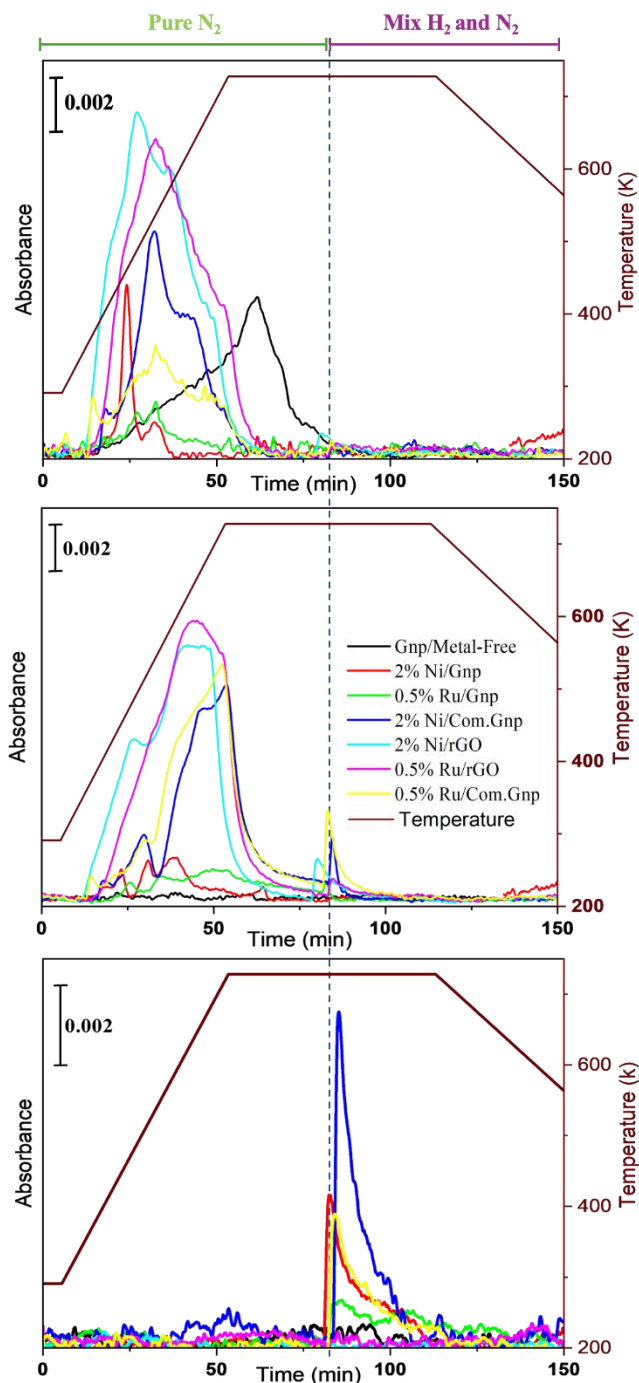 Pure N₂ Mix H₂ and N₂
0.002
Absorbance
600
400
200
Temperature (K)
0 50 100 150
Time (min)
0.002
Absorbance
Gnp/Metal-Free
2% Ni/Gnp
0.5% Ru/Gnp
2% Ni/Com.Gnp
2% Ni/rGO
0.5% Ru/rGO
0.5% Ru/Com.Gnp
Temperature
600
400
200
Temperature (K)
0 50 100 150
Time (min)
0.002
Absorbance
600
400
200
Temperature (k)
0 50 100 150
Time (min)